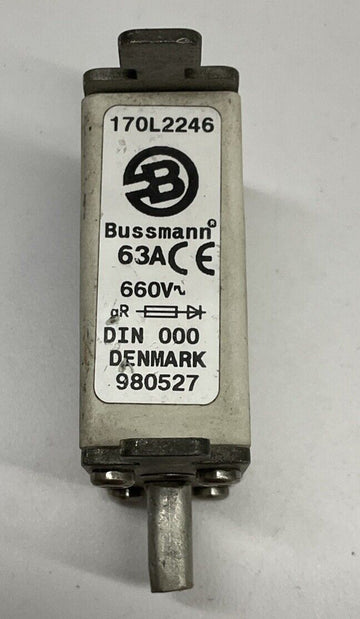 170L2246
B
Bussmann®
63A CE
660V~
aR
DIN 000
DENMARK
980527